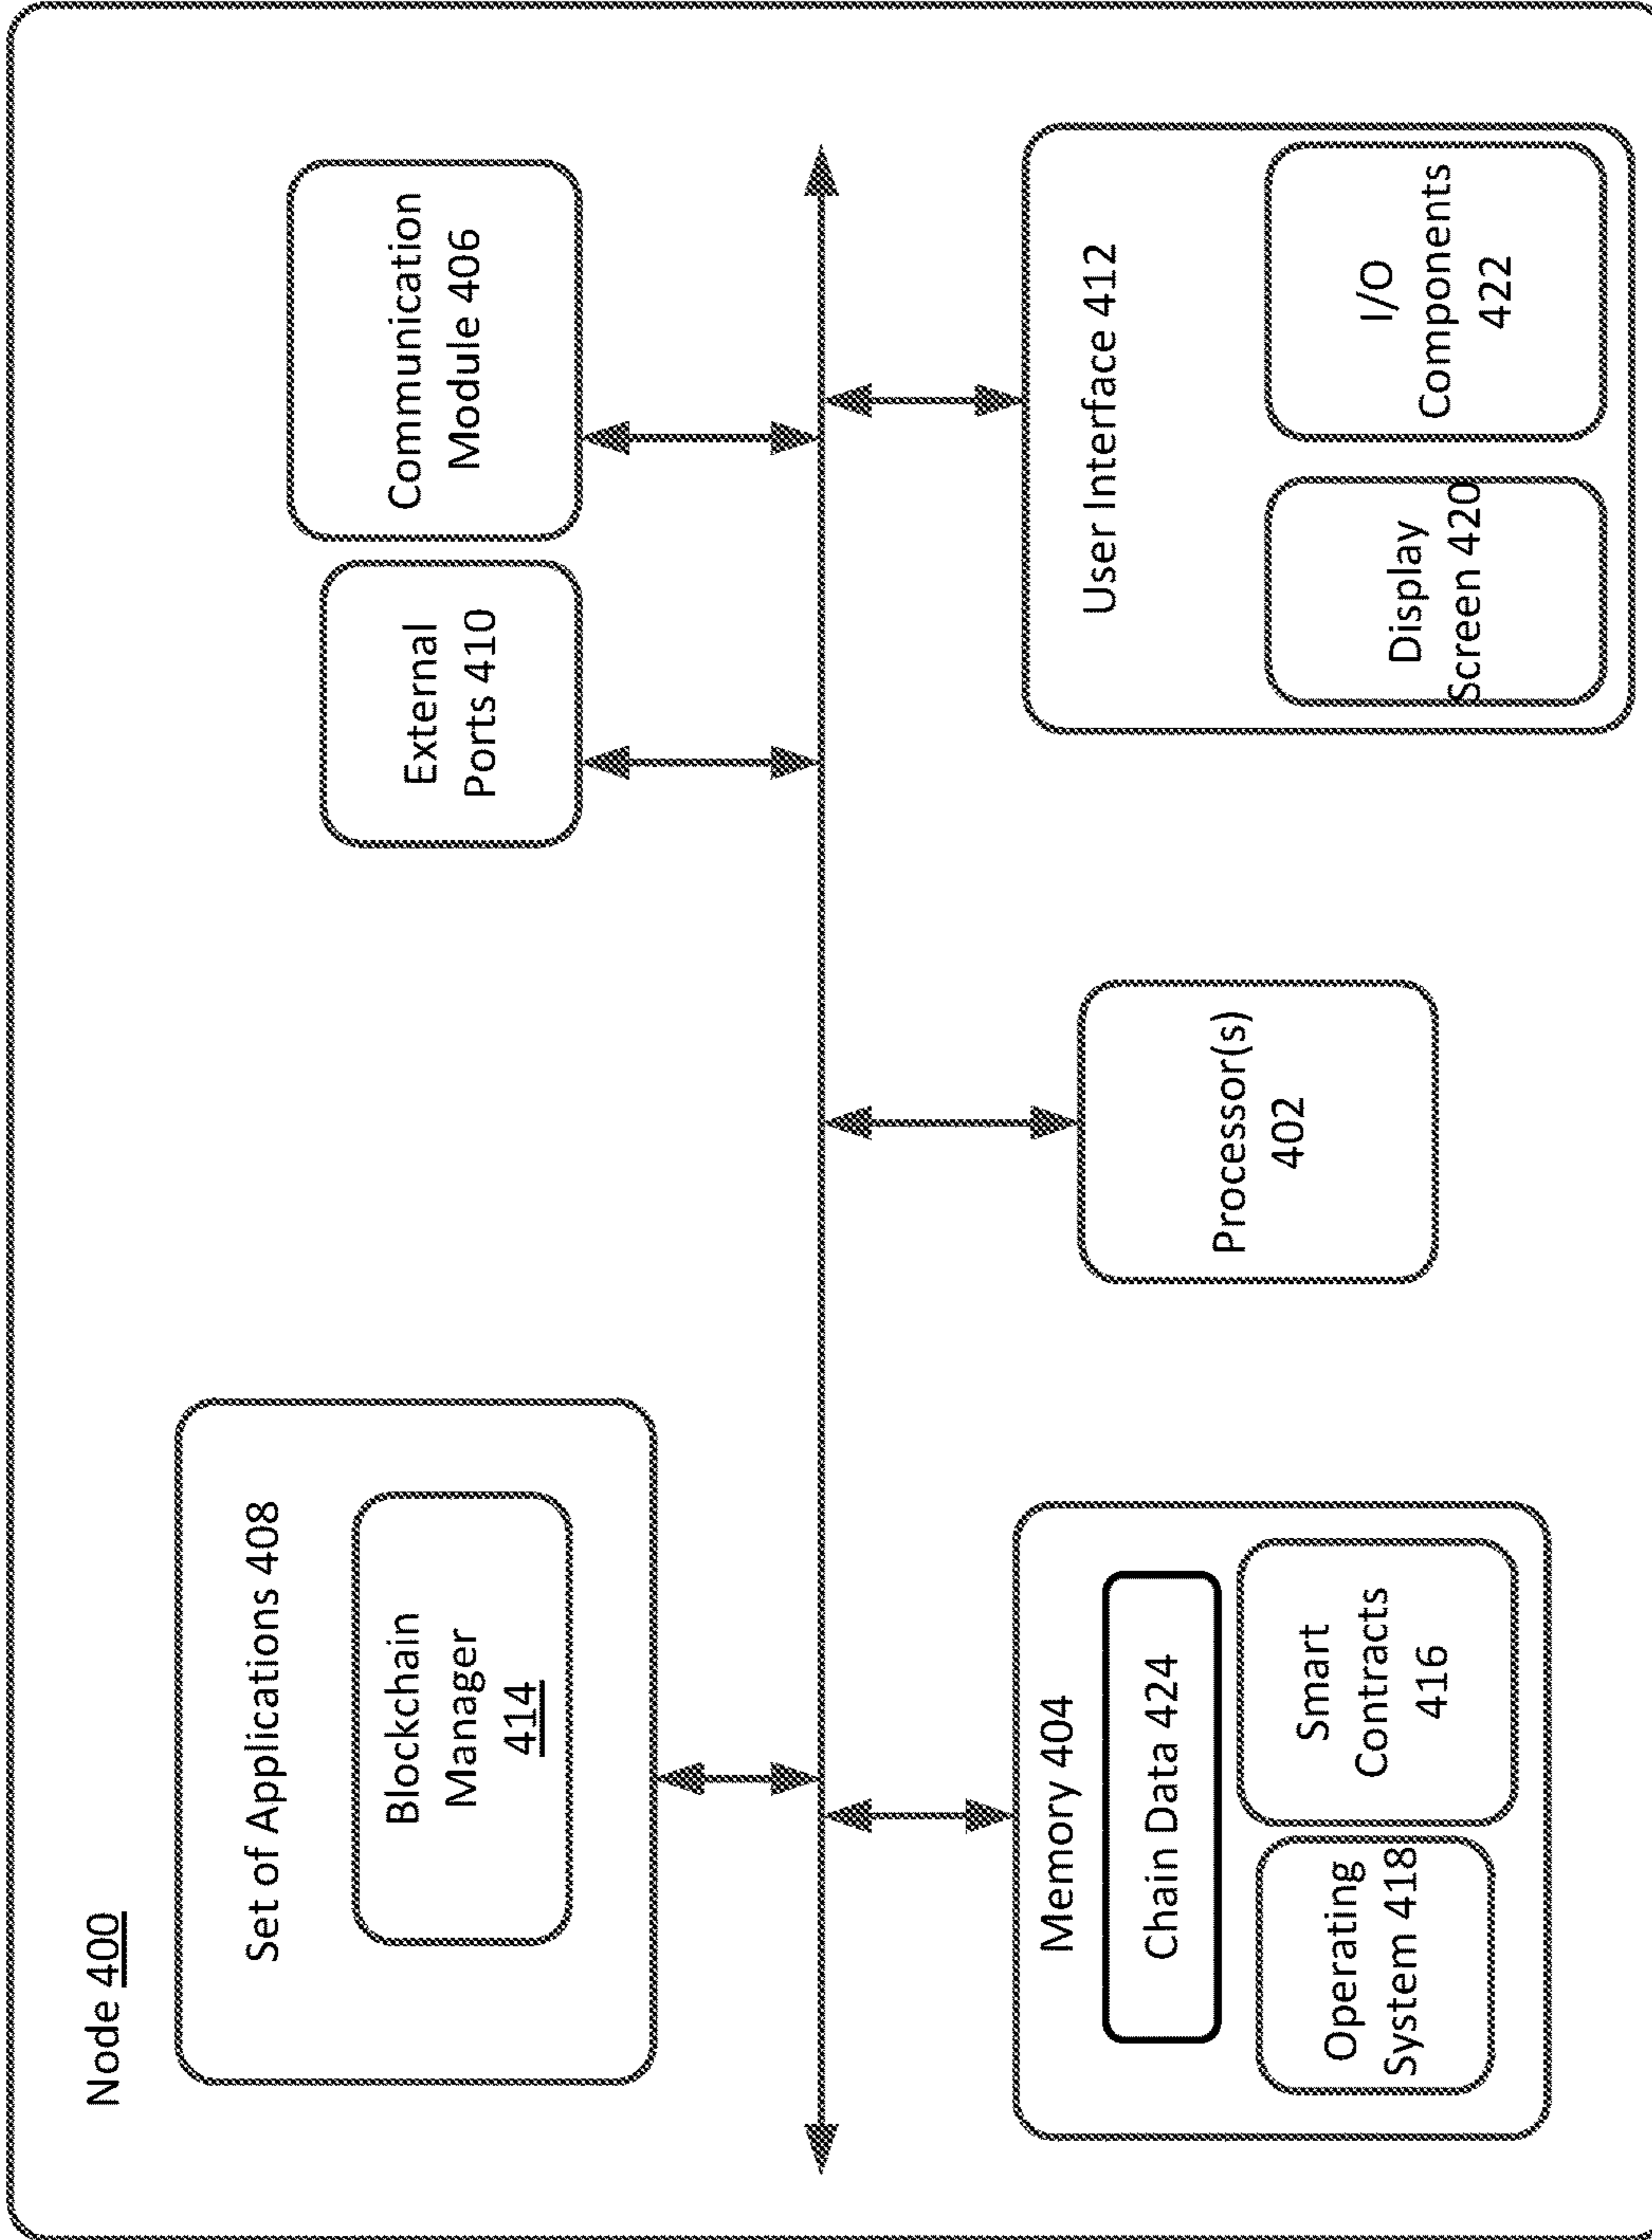 Node 400
Set of Applications 408
Blockchain
Manager
414
External
Ports 410
Communication
Module 406
Memory 404
Chain Data 424
Operating
System 418
Smart
Contracts
416
Processor(s)
402
User Interface 412
Display
Screen 420
I/O
Components
422